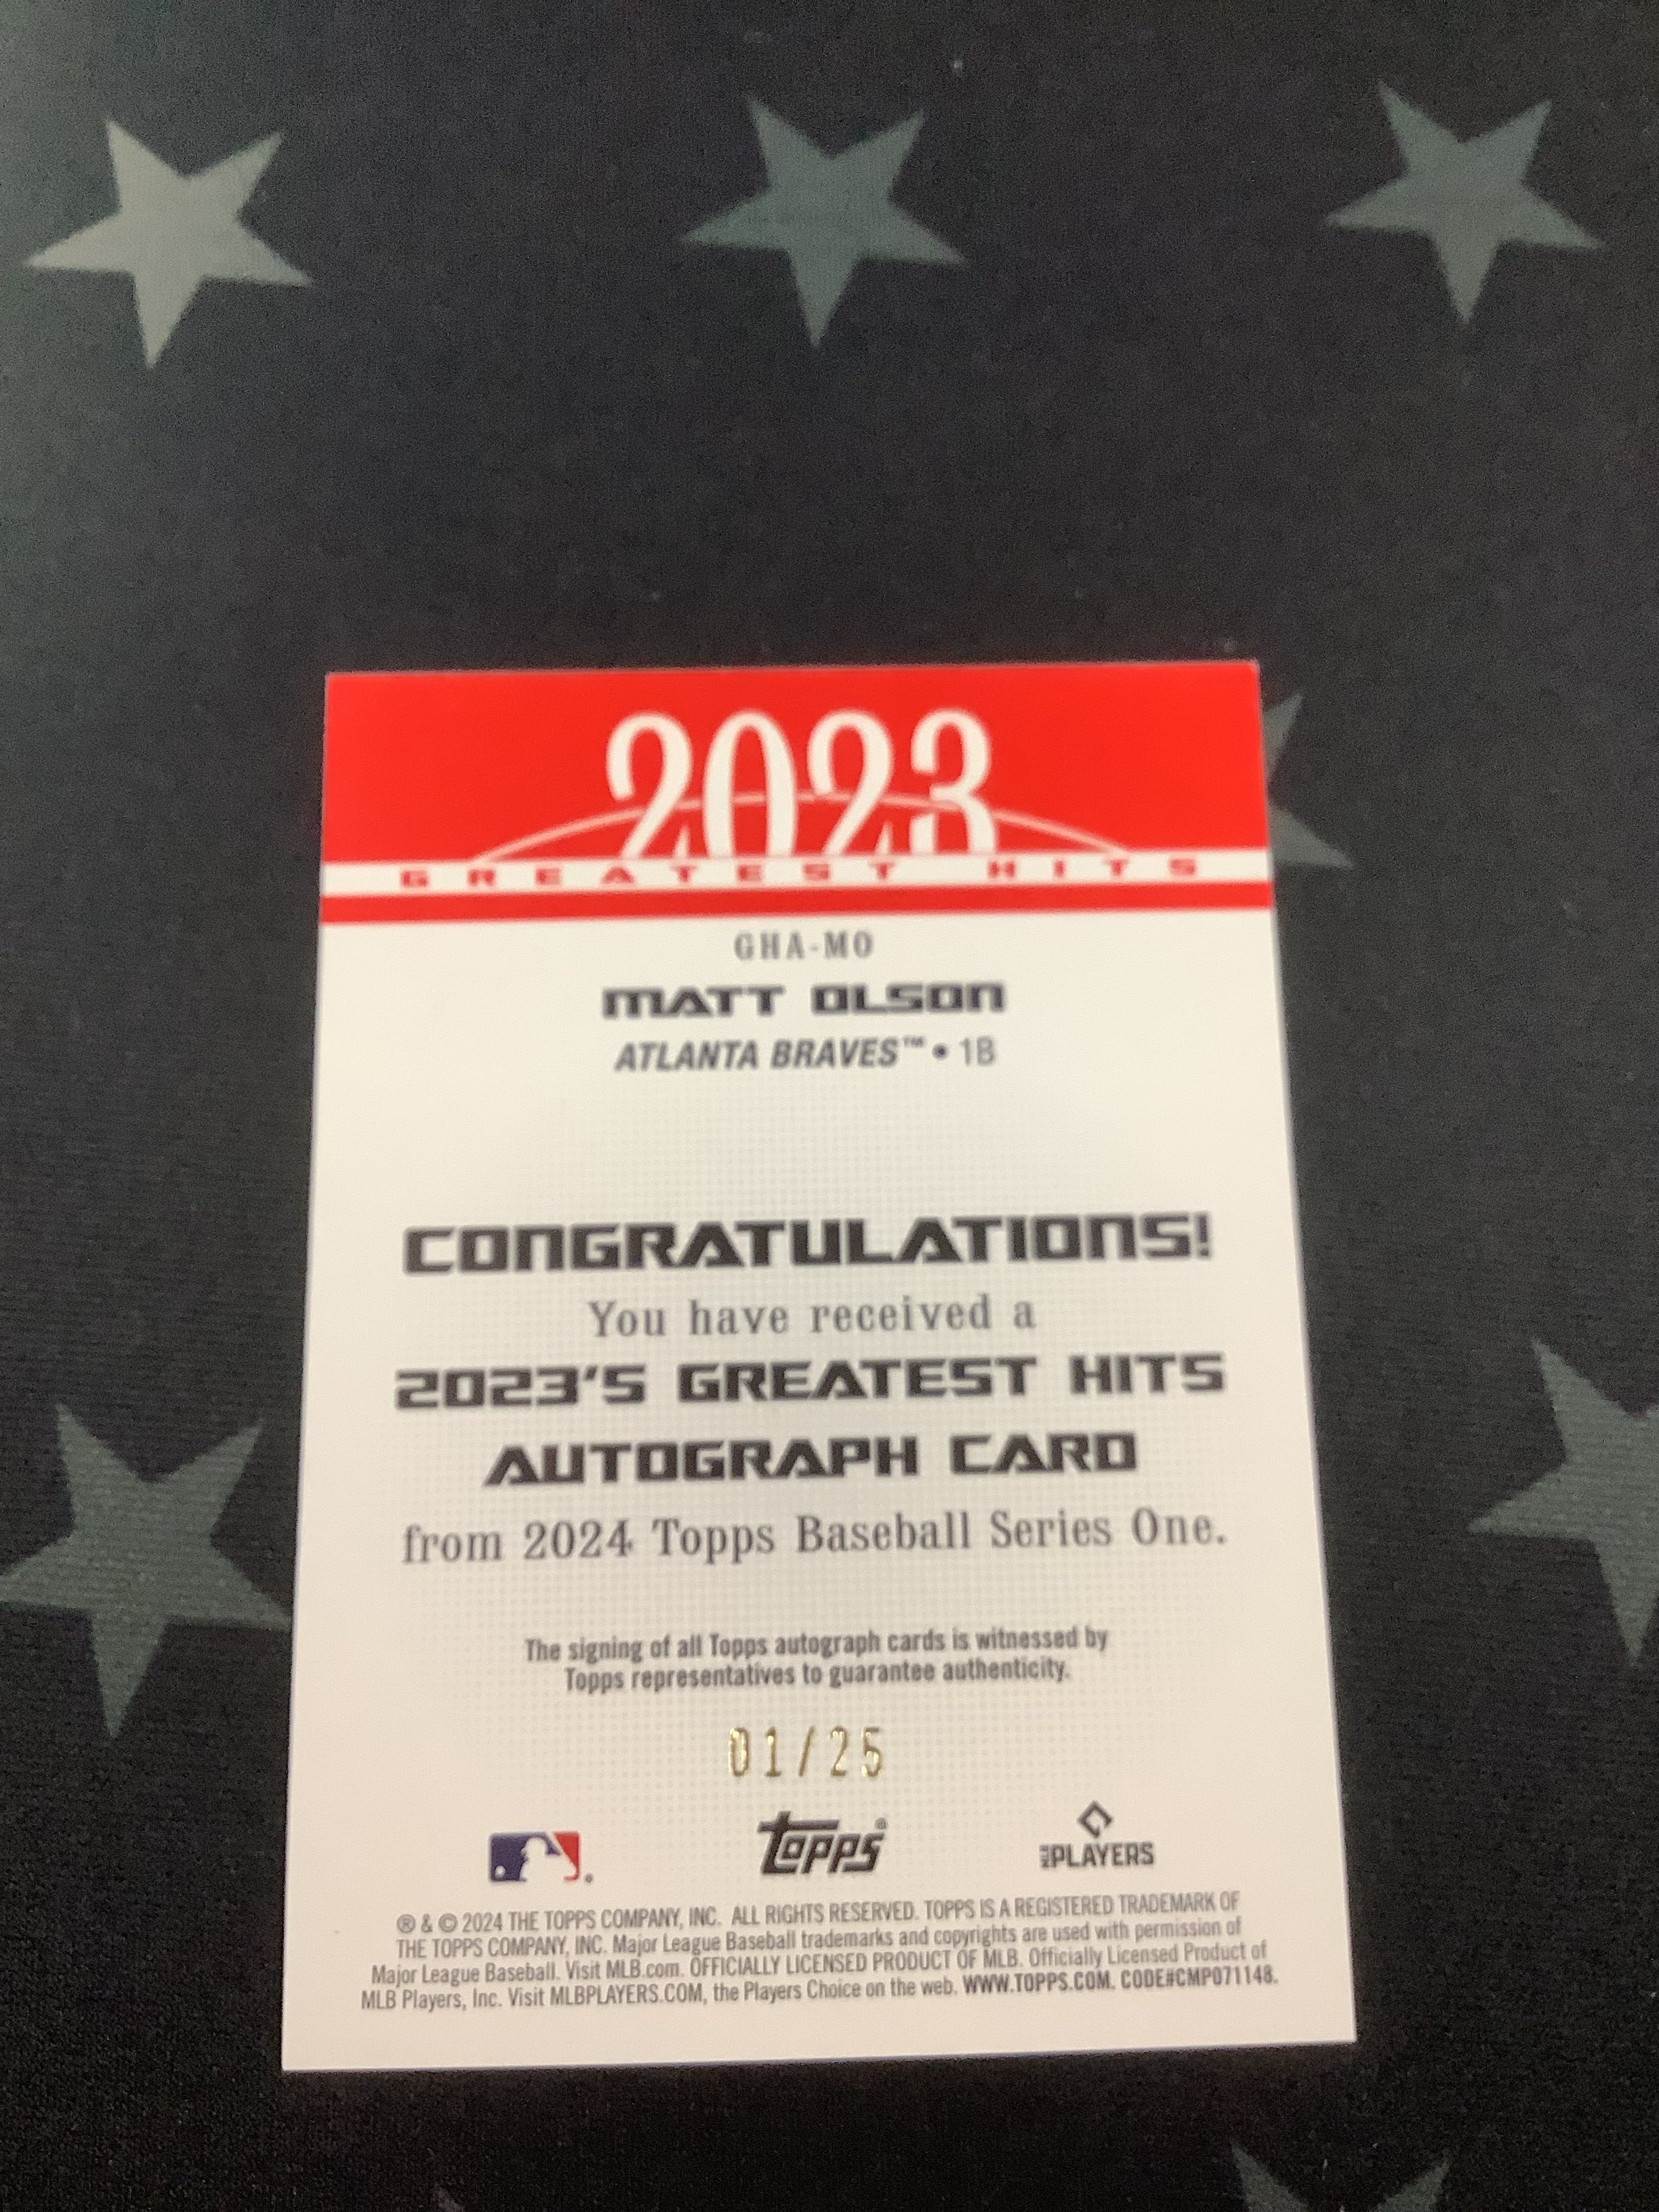 2023
GREATEST HITS
GHA-MO
MATT OLSON
ATLANTA BRAVES™ • 1B
CONGRATULATIONS!
You have received a
2023'S GREATEST HITS
AUTOGRAPH CARD
from 2024 Topps Baseball Series One.
The signing of all Topps autograph cards is witnessed by
Topps representatives to guarantee authenticity.
01/25
topps®
PLAYERS
® & © 2024 THE TOPPS COMPANY, INC. ALL RIGHTS RESERVED. TOPPS IS A REGISTERED TRADEMARK OF
THE TOPPS COMPANY, INC. Major League Baseball trademarks and copyrights are used with permission of
Major League Baseball. Visit MLB.com. OFFICIALLY LICENSED PRODUCT OF MLB. Officially Licensed Product of
MLB Players, Inc. Visit MLBPLAYERS.COM, the Players Choice on the web. WWW.TOPPS.COM. CODE#CMP071148.